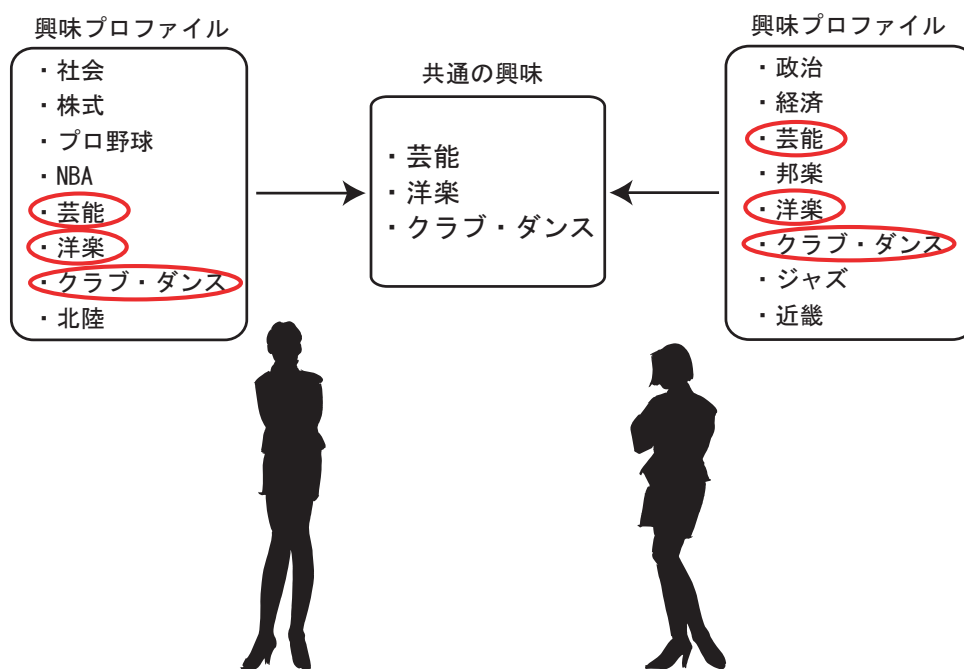 興味プロファイル
・社会
・株式
・プロ野球
・NBA
・芸能
・洋楽
・クラブ・ダンス
・北陸
共通の興味
・芸能
・洋楽
・クラブ・ダンス
興味プロファイル
・政治
・経済
・芸能
・邦楽
・洋楽
・クラブ・ダンス
・ジャズ
・近畿